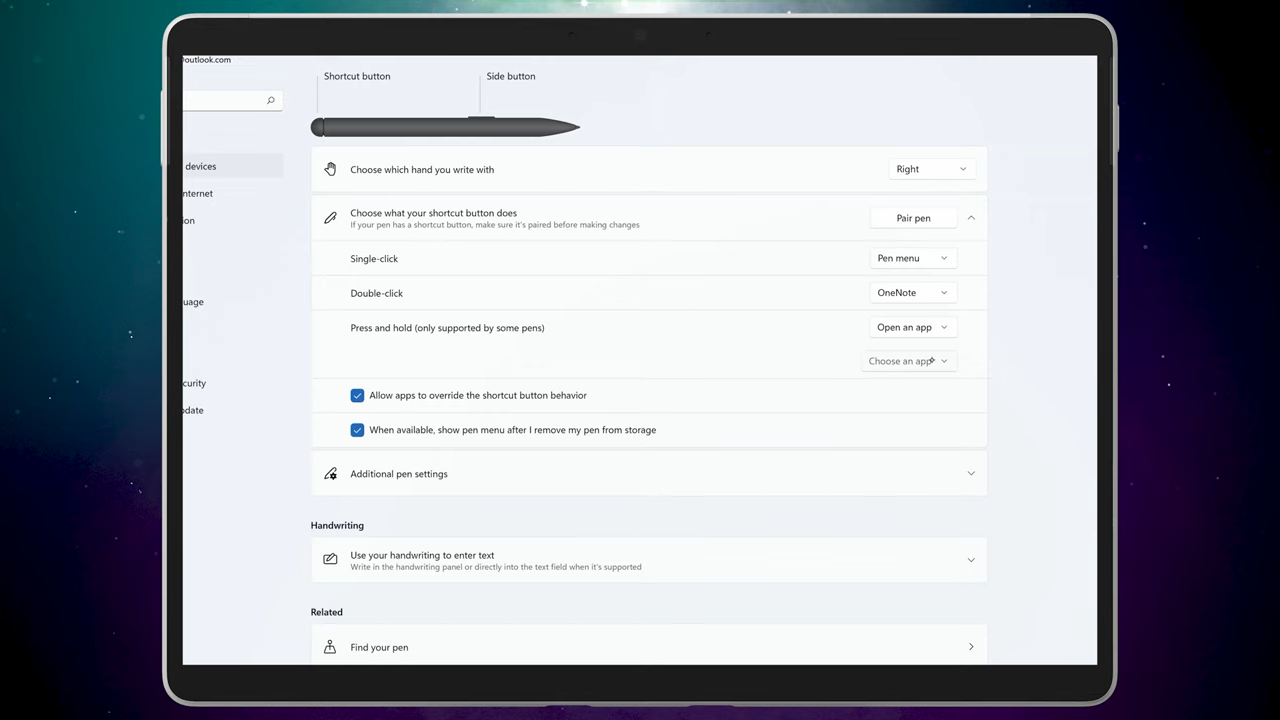 outlook.com
Shortcut button
Side button
devices
Choose which hand you write with
Right
nternet
Choose what your shortcut button does
If your pen has a shortcut button, make sure it's paired before making changes
Pair pen
Single-click
Pen menu
Double-click
OneNote
uage
Press and hold (only supported by some pens)
Open an app
Choose an app
curity
Allow apps to override the shortcut button behavior
date
When available, show pen menu after I remove my pen from storage
Additional pen settings
Handwriting
Use your handwriting to enter text
Write in the handwriting panel or directly into the text field when it's supported
Related
Find your pen